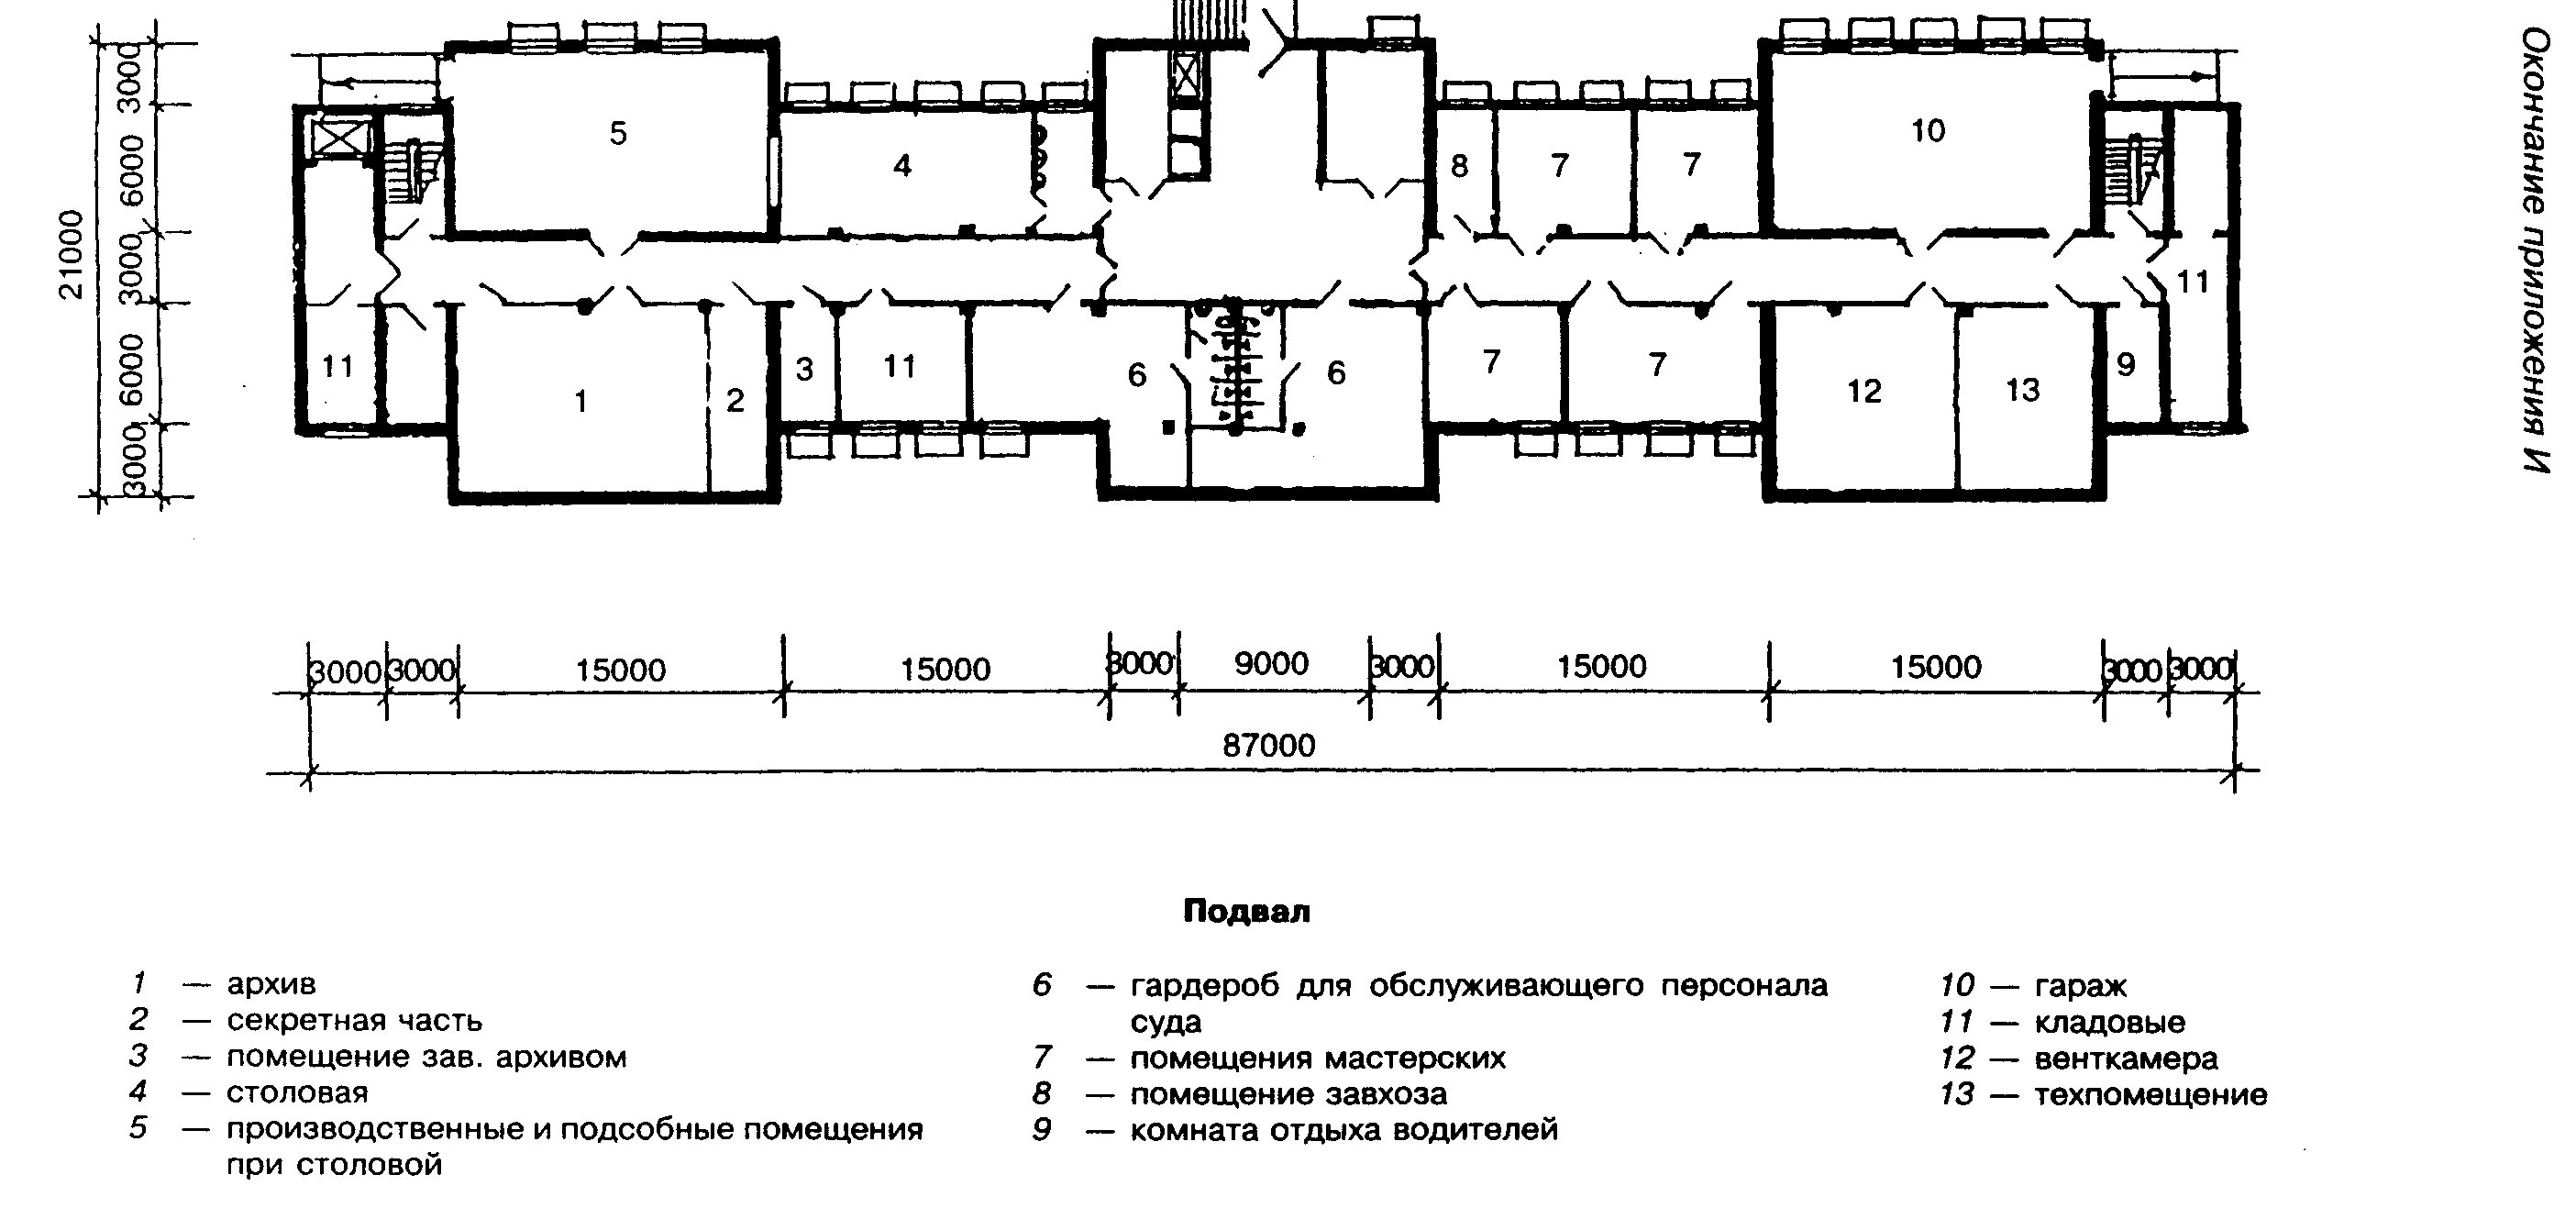 Окончание приложения И
21000
3000
6000
3000
6000
3000
5
4
8
7
7
10
11
11
1
2
3
11
6
6
7
7
12
13
9
3000 3000 15000 15000 3000 9000 3000 15000 15000 3000 3000
87000
Подвал
1 — архив
2 — секретная часть
3 — помещение зав. архивом
4 — столовая
5 — производственные и подсобные помещения
при столовой
6 — гардероб для обслуживающего персонала
суда
7 — помещения мастерских
8 — помещение завхоза
9 — комната отдыха водителей
10 — гараж
11 — кладовые
12 — венткамера
13 — техпомещение